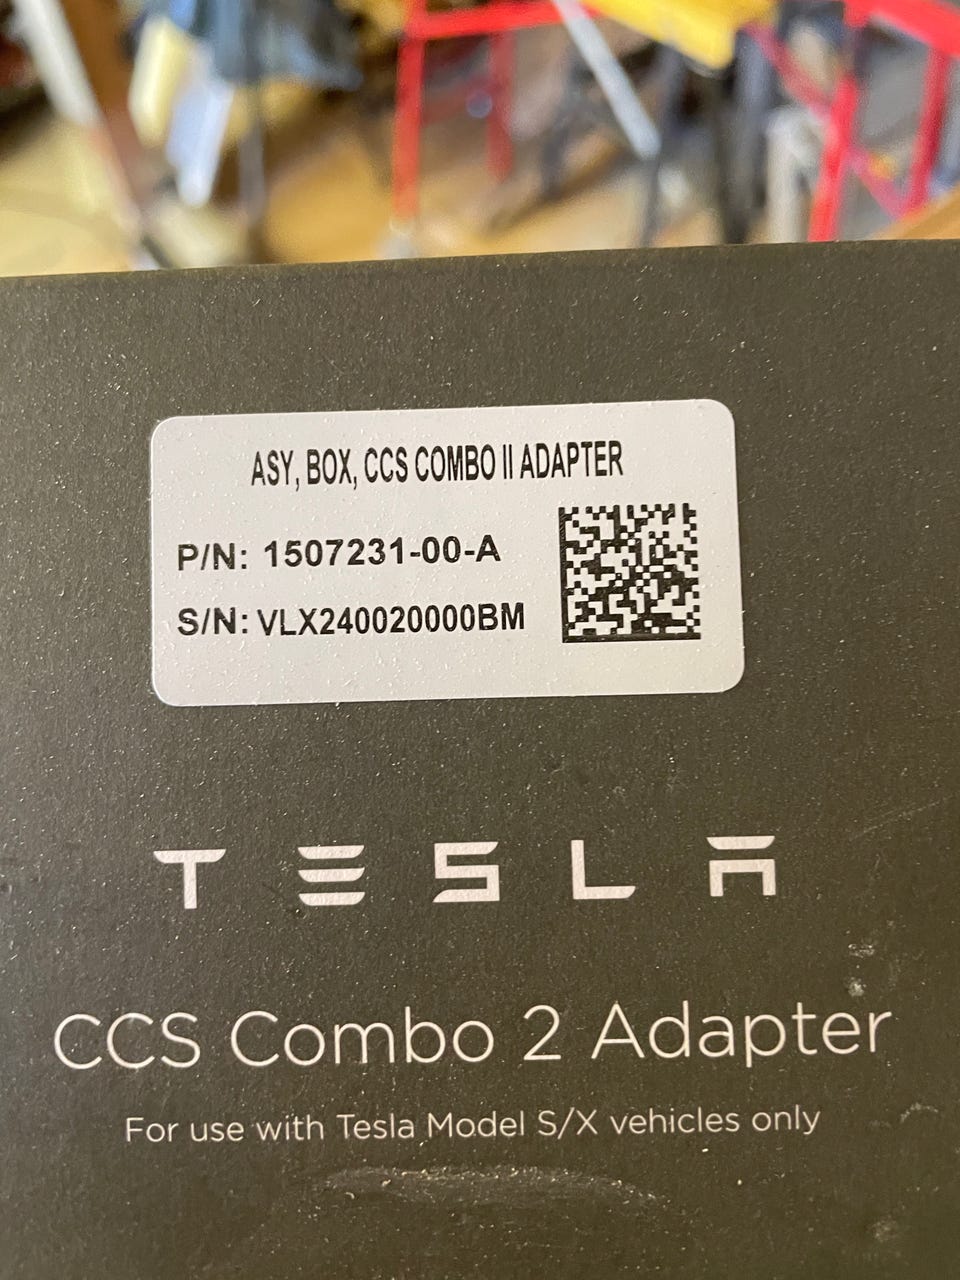 ASY, BOX, CCS COMBO II ADAPTER
P/N: 1507231-00-A
S/N: VLX240020000BM
TESLA
CCS Combo 2 Adapter
For use with Tesla Model S/X vehicles only